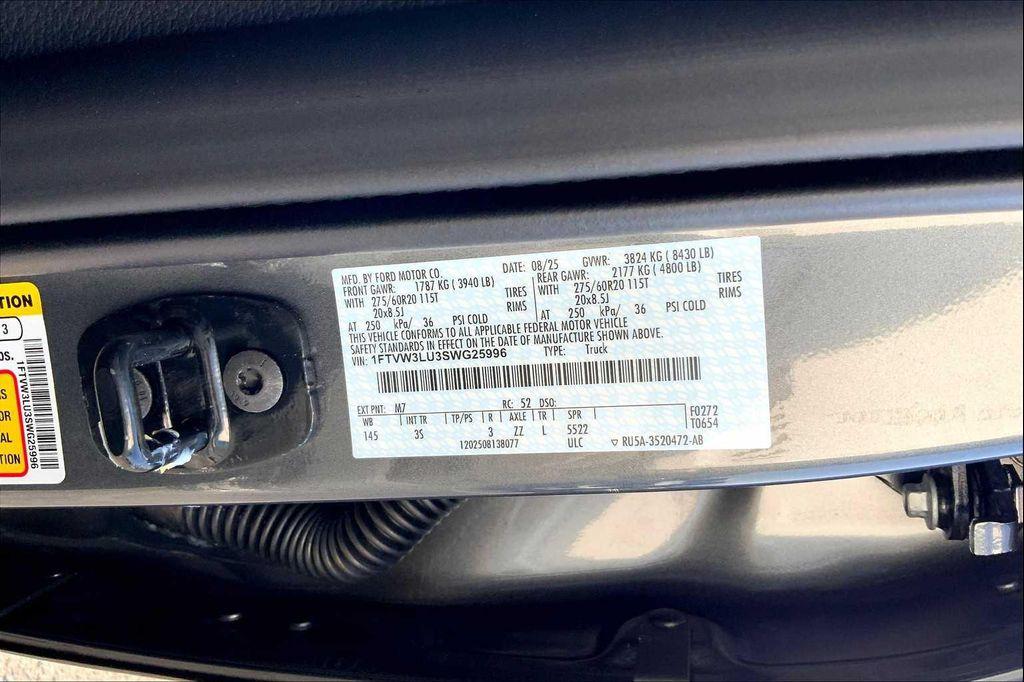 TION
3
OS.
AS
OR
AL
ON
1FTVW3LU3SWG25996
MFD. BY FORD MOTOR CO.
DATE: 08/25 GVWR: 3824 KG ( 8430 LB)
FRONT GAWR: 1787 KG ( 3940 LB)
WITH 275/60R20 115T TIRES
20x8.5J RIMS
AT 250 kPa/ 36 PSI COLD
REAR GAWR: 2177 KG ( 4800 LB)
WITH 275/60R20 115T TIRES
20x8.5J RIMS
AT 250 kPa/ 36 PSI COLD
THIS VEHICLE CONFORMS TO ALL APPLICABLE FEDERAL MOTOR VEHICLE
SAFETY STANDARDS IN EFFECT ON THE DATE OF MANUFACTURE SHOWN ABOVE.
VIN: 1FTVW3LU3SWG25996 TYPE: Truck
EXT PNT: M7 RC: 52 DSO:
WB INT TR TP/PS R AXLE TR SPR
145 3S 3 ZZ L 5522
1202508138077 ULC
F0272
T0654
RU5A-3520472-AB